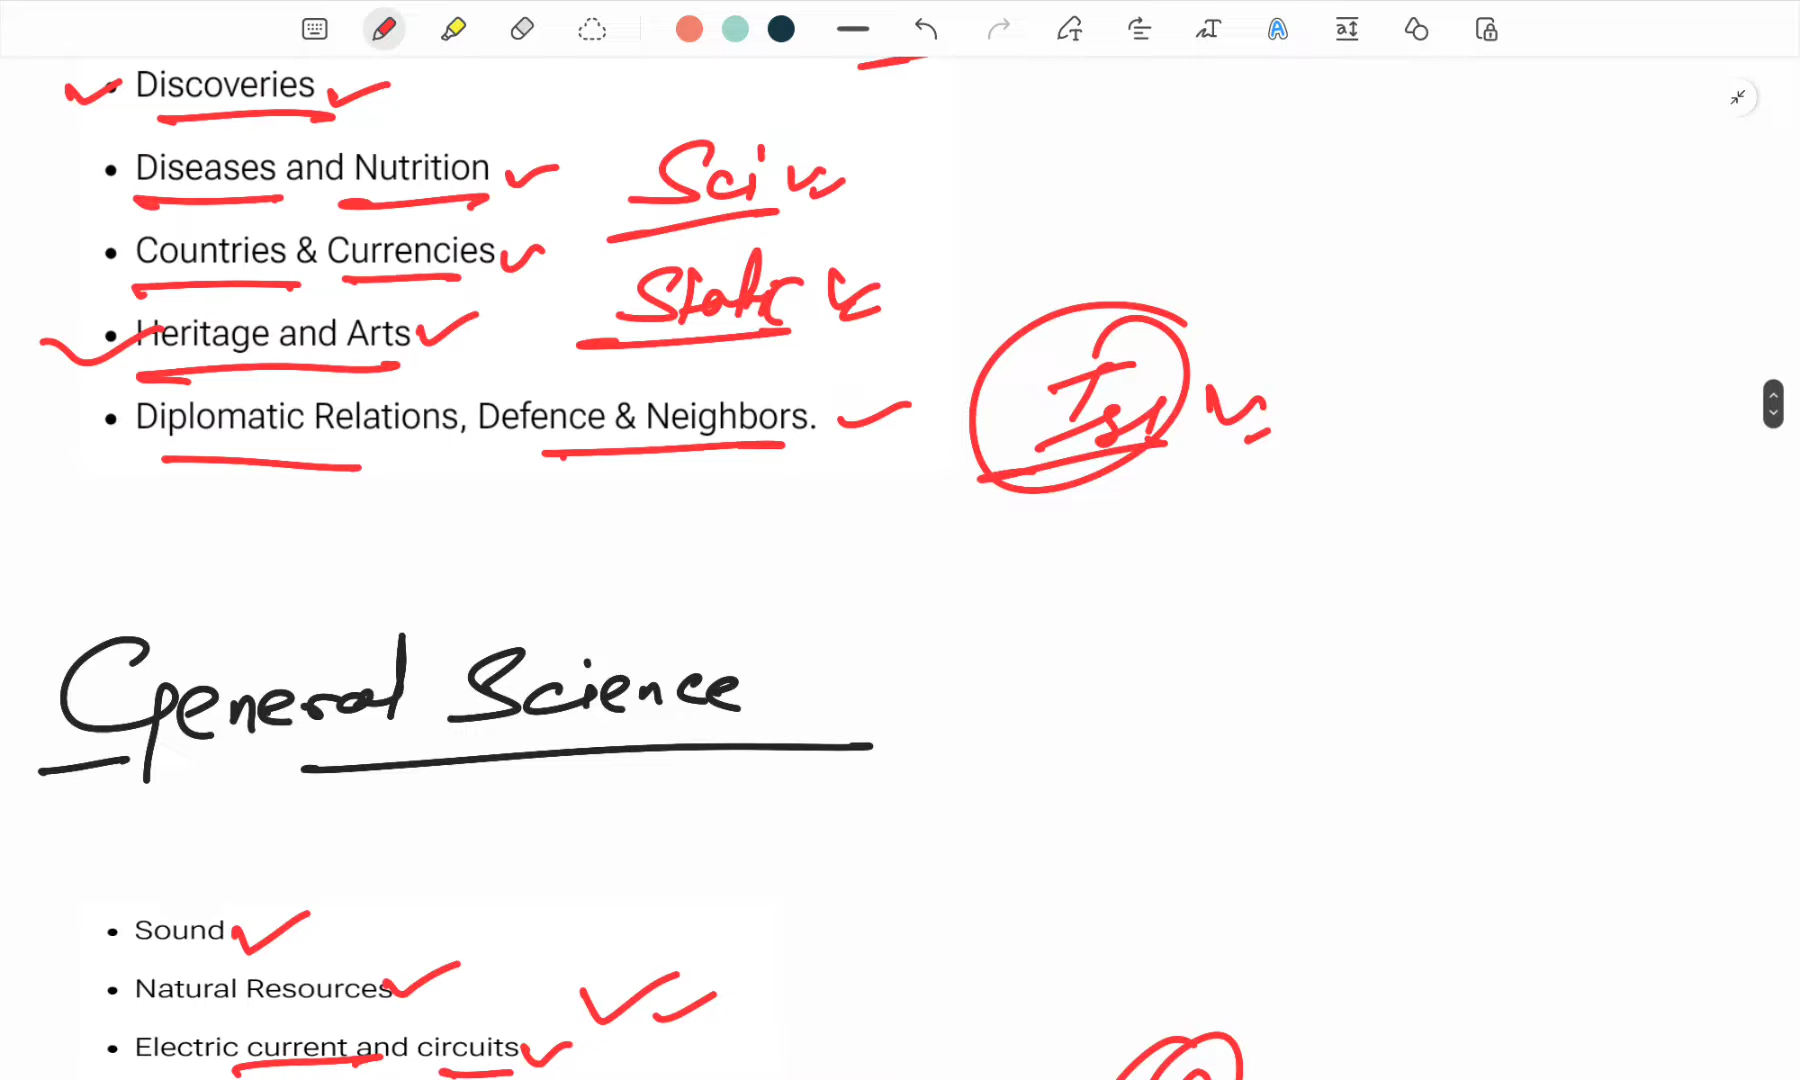 • Discoveries
• Diseases and Nutrition
Sci
• Countries & Currencies
Static
• Heritage and Arts
• Diplomatic Relations, Defence & Neighbors.
General Science
• Sound
• Natural Resources
• Electric current and circuits